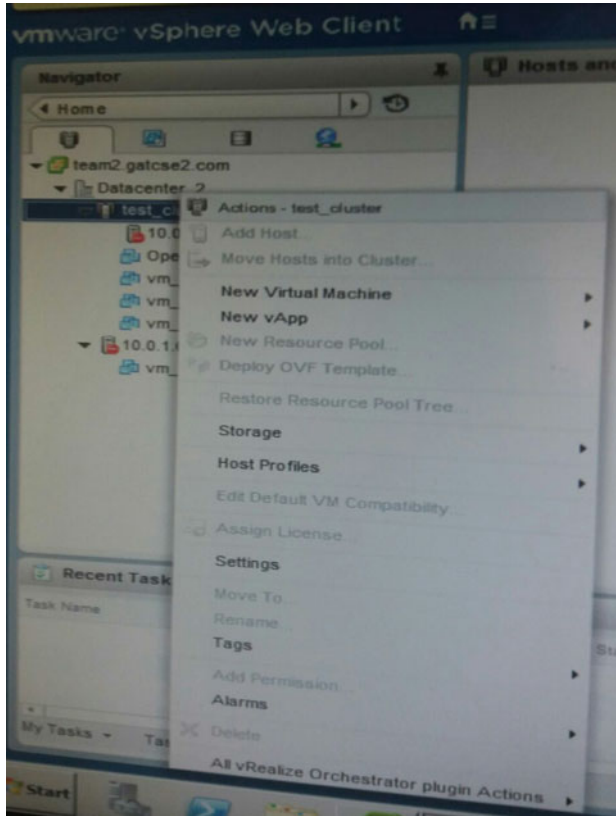 vmware® vSphere Web Client
Navigator
Hosts and
Home
team2.gatcse2.com
Datacenter_2
test_c
10.0
Ope
vm_
vm_
vm_
10.0.1.
vm_
Actions - test_cluster
Add Host...
Move Hosts into Cluster...
New Virtual Machine
New vApp
New Resource Pool...
Deploy OVF Template...
Restore Resource Pool Tree...
Storage
Host Profiles
Edit Default VM Compatibility...
Assign License...
Settings
Move To...
Rename...
Tags
Add Permission...
Alarms
Delete
All vRealize Orchestrator plugin Actions
Recent Task
Task Name
My Tasks
Tas
Start